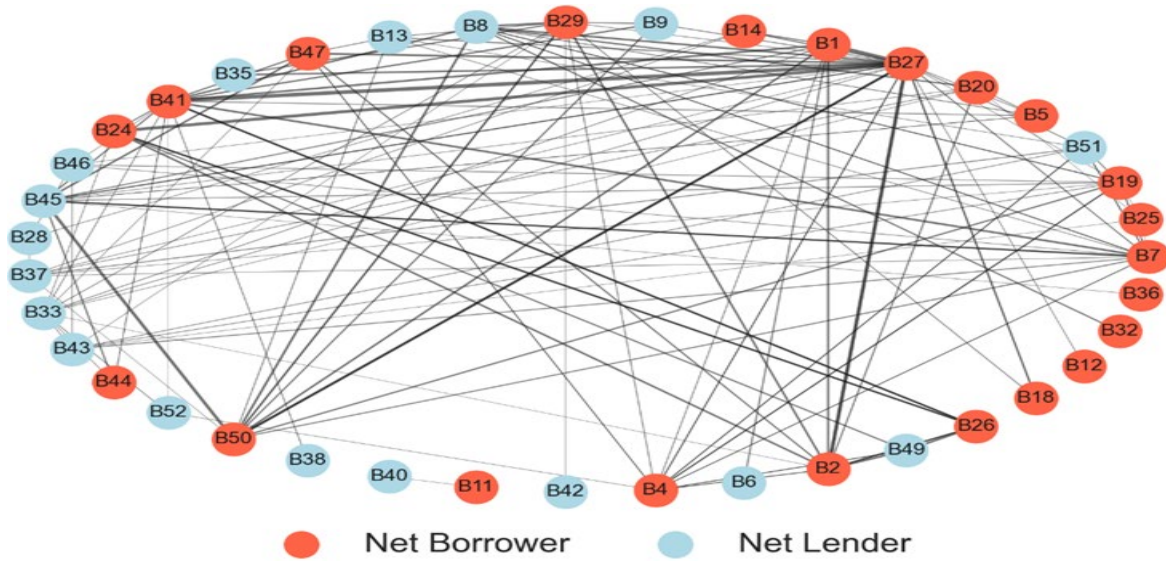 B29
B8
B9
B13
B14
B47
B1
B35
B27
B41
B20
B24
B5
B46
B51
B45
B19
B28
B25
B37
B7
B33
B36
B43
B32
B44
B12
B52
B18
B50
B26
B38
B49
B40
B2
B11
B6
B42
B4
Net Borrower
Net Lender